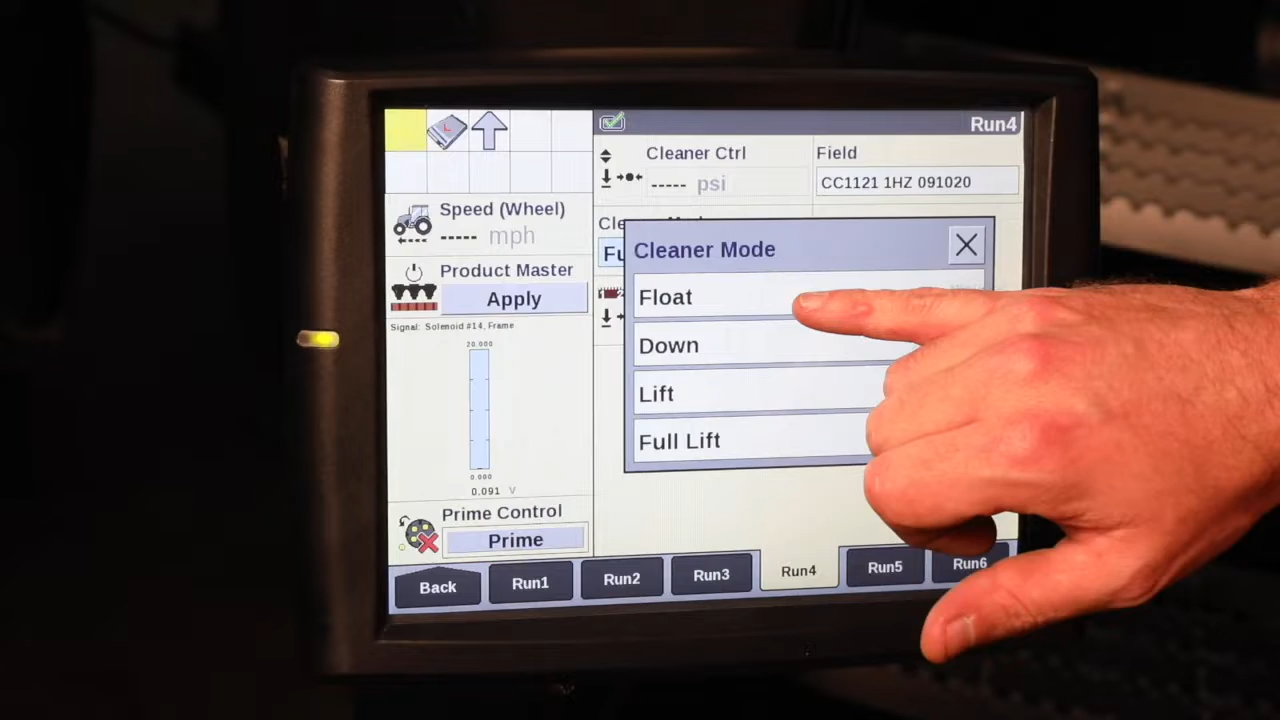 Run4
Cleaner Ctrl
----- psi
Field
CC1121 1HZ 091020
Speed (Wheel)
----- mph
Product Master
Apply
Signal: Solenoid #14, Frame
20.000
0.000
0.091 V
Prime Control
Prime
Cleaner Mode
Float
Down
Lift
Full Lift
Back
Run1
Run2
Run3
Run4
Run5
Run6